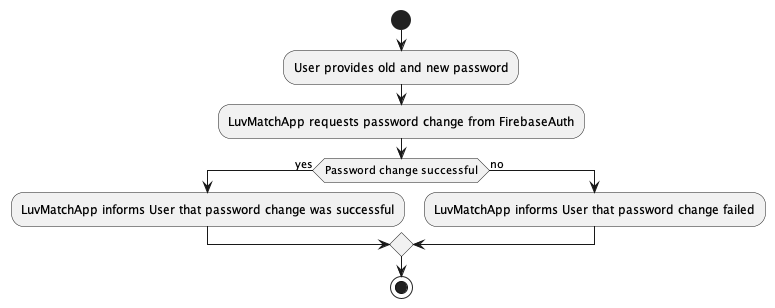 User provides old and new password
LuvMatchApp requests password change from FirebaseAuth
yes
Password change successful
no
LuvMatchApp informs User that password change was successful
LuvMatchApp informs User that password change failed